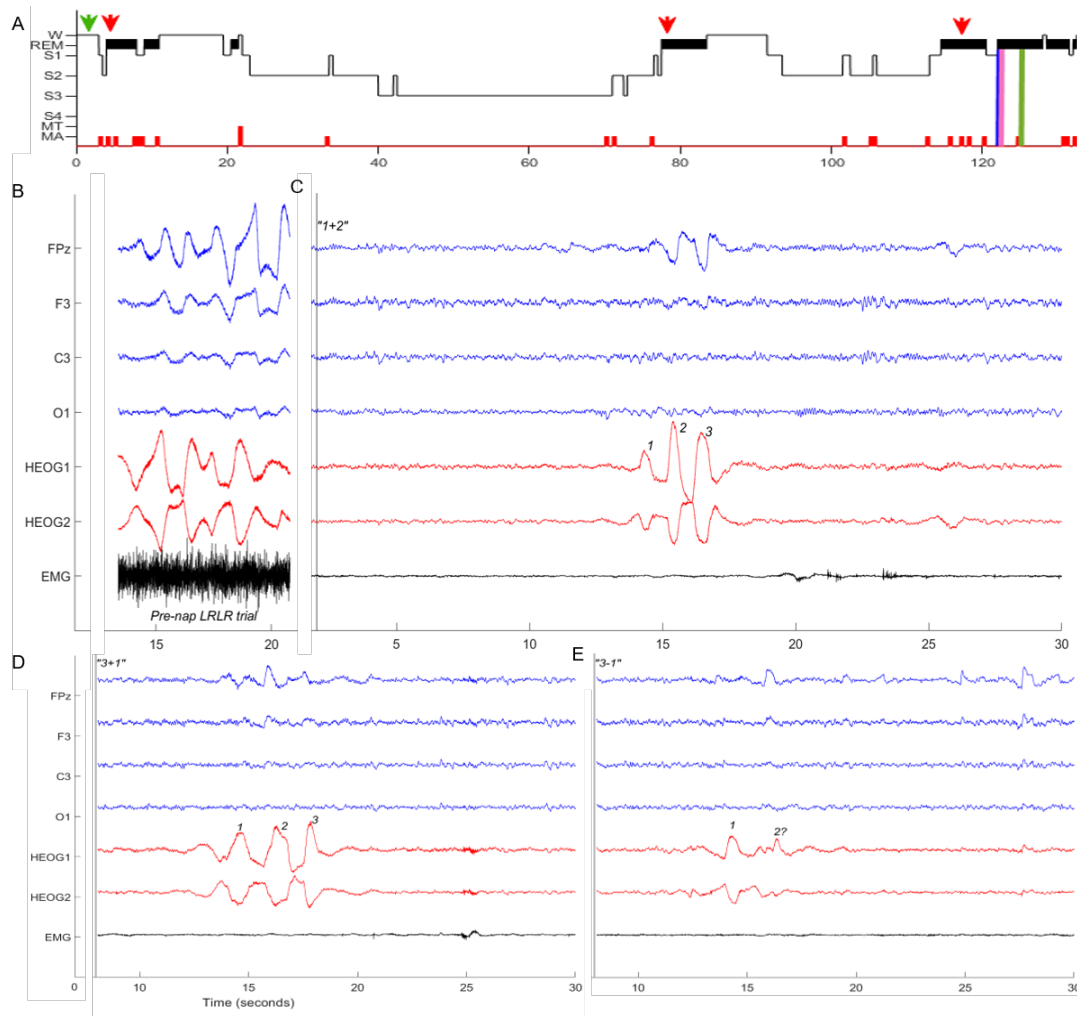 A
W
REM
S1
S2
S3
S4
MT
MA
0 20 40 60 80 100 120
B
C
"1+2"
FPz
F3
C3
O1
HEOG1
1 2 3
HEOG2
EMG
Pre-nap LRLR trial
15 20 5 10 15 20 25 30
D
"3+1"
E
"3-1"
FPz
F3
C3
O1
1 2 3
1 2?
HEOG1
HEOG1
HEOG2
HEOG2
EMG
EMG
10 15 20 25 30
10 15 20 25 30
Time (seconds)